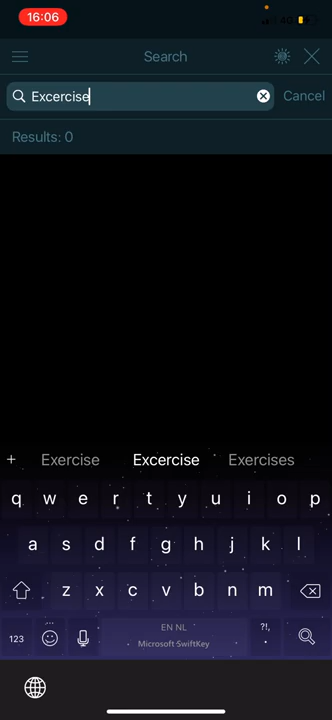 16:06
4G
Search
Excercise
Cancel
Results: 0
+ Exercise Excercise Exercises
q w e r t y u i o p
a s d f g h j k l
z x c v b n m
123 EN NL ?!,
Microsoft SwiftKey .